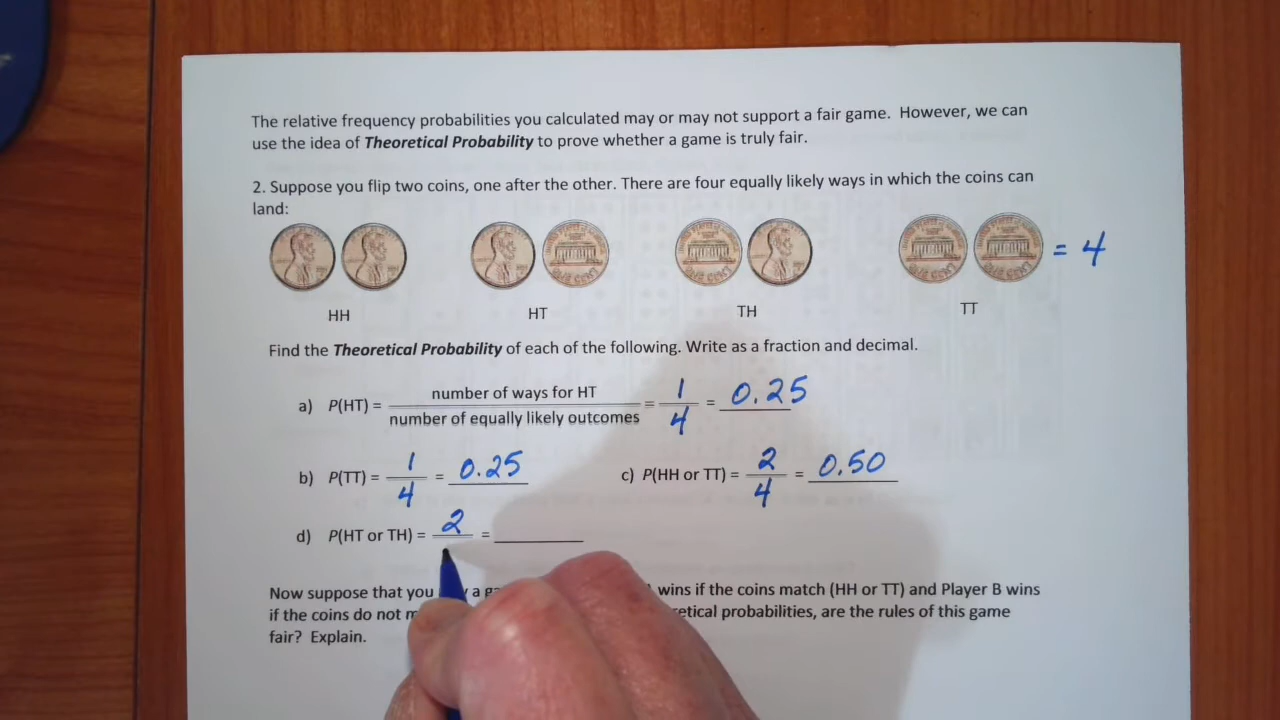 The relative frequency probabilities you calculated may or may not support a fair game. However, we can
use the idea of Theoretical Probability to prove whether a game is truly fair.
2. Suppose you flip two coins, one after the other. There are four equally likely ways in which the coins can
land:
= 4
HH HT TH TT
Find the Theoretical Probability of each of the following. Write as a fraction and decimal.
a) P(HT) = number of ways for HT / number of equally likely outcomes = 1/4 = 0.25
b) P(TT) = 1/4 = 0.25 c) P(HH or TT) = 2/4 = 0.50
d) P(HT or TH) = 2/ = 
Now suppose that you a wins if the coins match (HH or TT) and Player B wins
if the coins do not probabilities, are the rules of this game
fair? Explain.